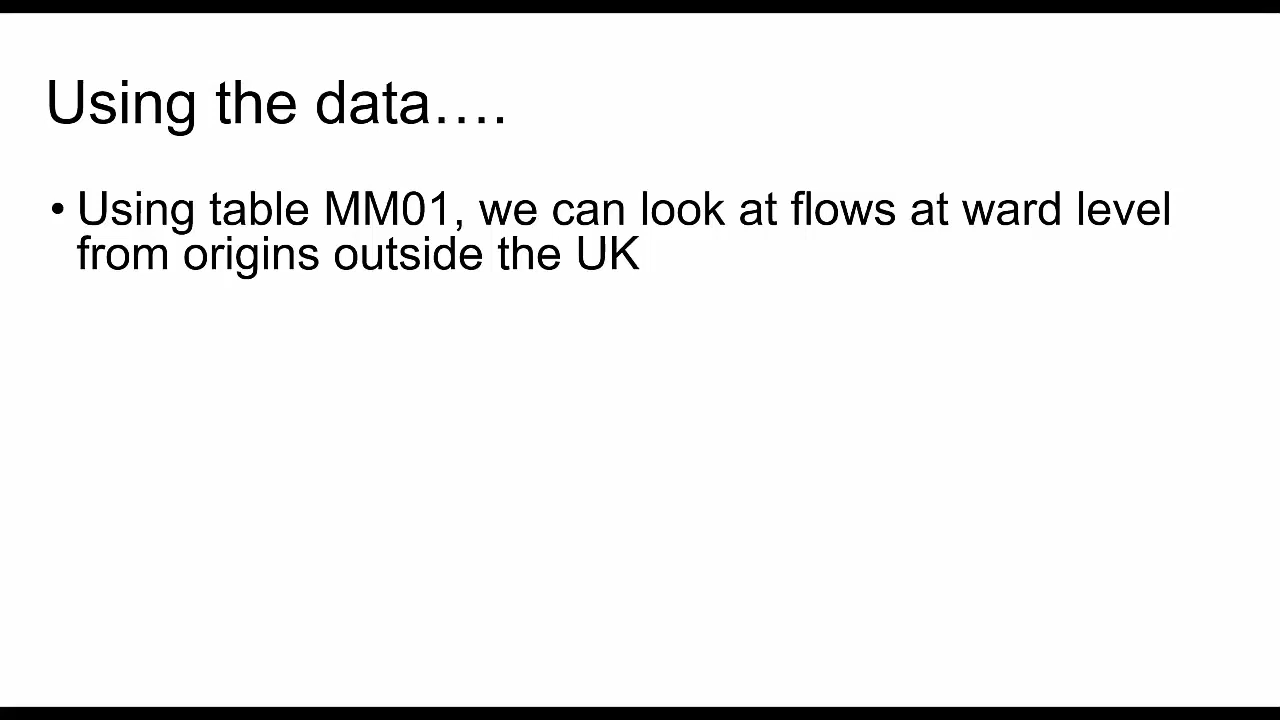 Using the data….
• Using table MM01, we can look at flows at ward level
from origins outside the UK